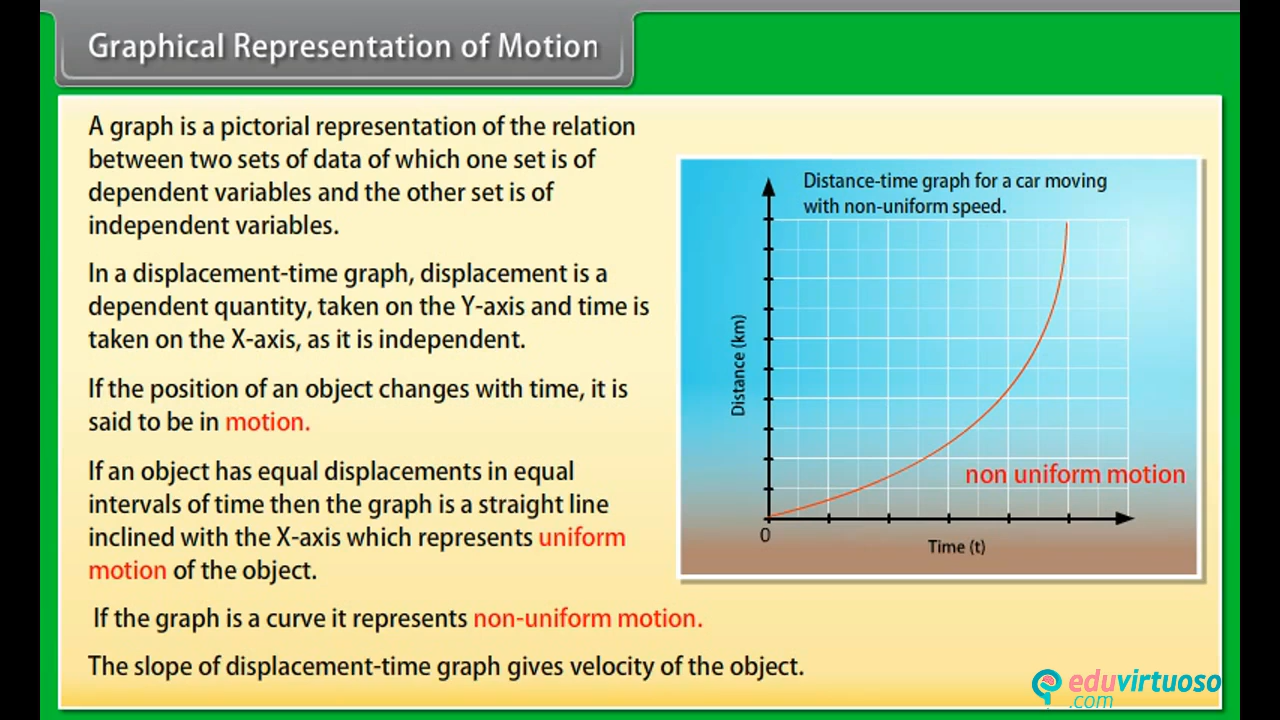 Graphical Representation of Motion
A graph is a pictorial representation of the relation
between two sets of data of which one set is of
dependent variables and the other set is of
independent variables.
In a displacement-time graph, displacement is a
dependent quantity, taken on the Y-axis and time is
taken on the X-axis, as it is independent.
If the position of an object changes with time, it is
said to be in motion.
If an object has equal displacements in equal
intervals of time then the graph is a straight line
inclined with the X-axis which represents uniform
motion of the object.
If the graph is a curve it represents non-uniform motion.
The slope of displacement-time graph gives velocity of the object.
Distance-time graph for a car moving
with non-uniform speed.
Distance (km)
non uniform motion
0
Time (t)
eduvirtuoso
.com